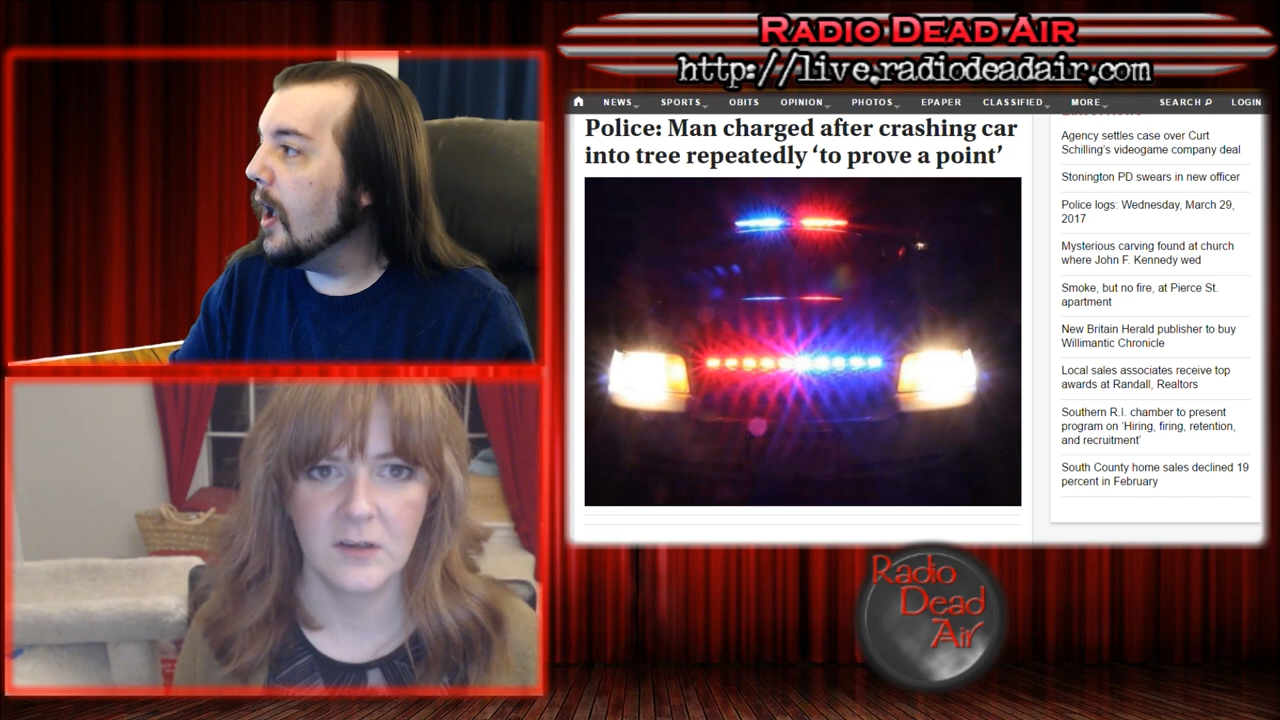 Radio Dead Air
http://live.radiodeadair.com
NEWS SPORTS OBITS OPINION PHOTOS EPAPER CLASSIFIED MORE SEARCH LOGIN
Police: Man charged after crashing car
into tree repeatedly ‘to prove a point’
Agency settles case over Curt
Schilling's videogame company deal
Stonington PD swears in new officer
Police logs: Wednesday, March 29,
2017
Mysterious carving found at church
where John F. Kennedy wed
Smoke, but no fire, at Pierce St.
apartment
New Britain Herald publisher to buy
Willimantic Chronicle
Local sales associates receive top
awards at Randall, Realtors
Southern R.I. chamber to present
program on ‘Hiring, firing, retention,
and recruitment’
South County home sales declined 19
percent in February
Radio
Dead
Air